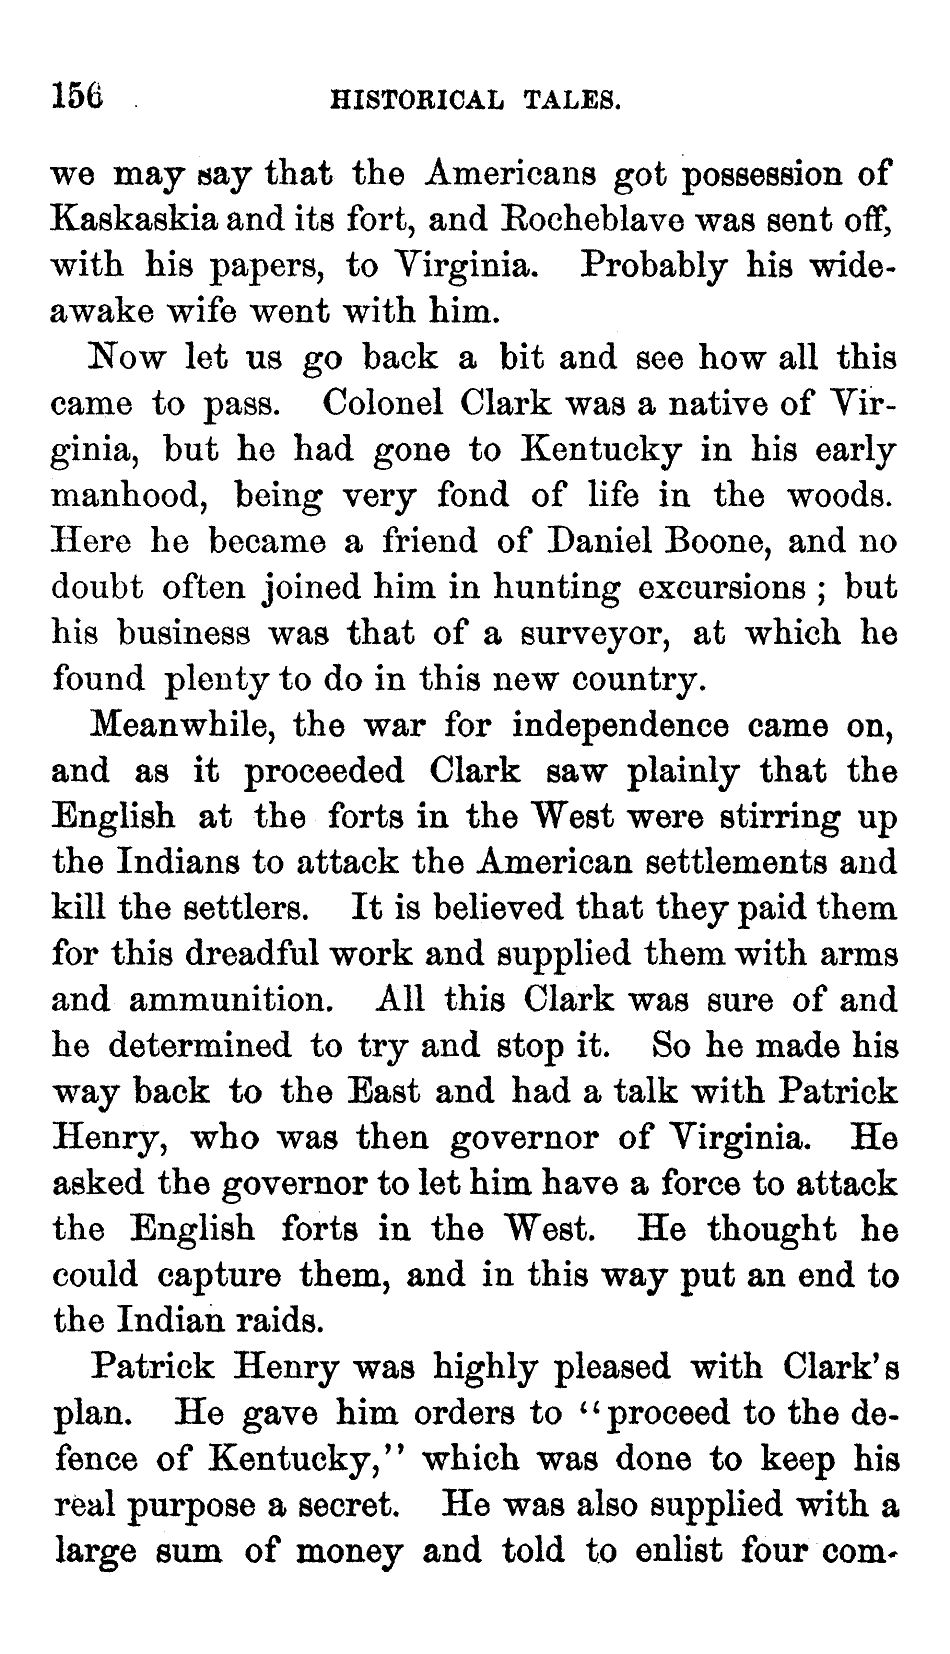 156 HISTORICAL TALES.
we may say that the Americans got possession of
Kaskaskia and its fort, and Rocheblave was sent off,
with his papers, to Virginia. Probably his wide-
awake wife went with him.
Now let us go back a bit and see how all this
came to pass. Colonel Clark was a native of Vir-
ginia, but he had gone to Kentucky in his early
manhood, being very fond of life in the woods.
Here he became a friend of Daniel Boone, and no
doubt often joined him in hunting excursions ; but
his business was that of a surveyor, at which he
found plenty to do in this new country.
Meanwhile, the war for independence came on,
and as it proceeded Clark saw plainly that the
English at the forts in the West were stirring up
the Indians to attack the American settlements and
kill the settlers. It is believed that they paid them
for this dreadful work and supplied them with arms
and ammunition. All this Clark was sure of and
he determined to try and stop it. So he made his
way back to the East and had a talk with Patrick
Henry, who was then governor of Virginia. He
asked the governor to let him have a force to attack
the English forts in the West. He thought he
could capture them, and in this way put an end to
the Indian raids.
Patrick Henry was highly pleased with Clark's
plan. He gave him orders to "proceed to the de-
fence of Kentucky," which was done to keep his
real purpose a secret. He was also supplied with a
large sum of money and told to enlist four com-